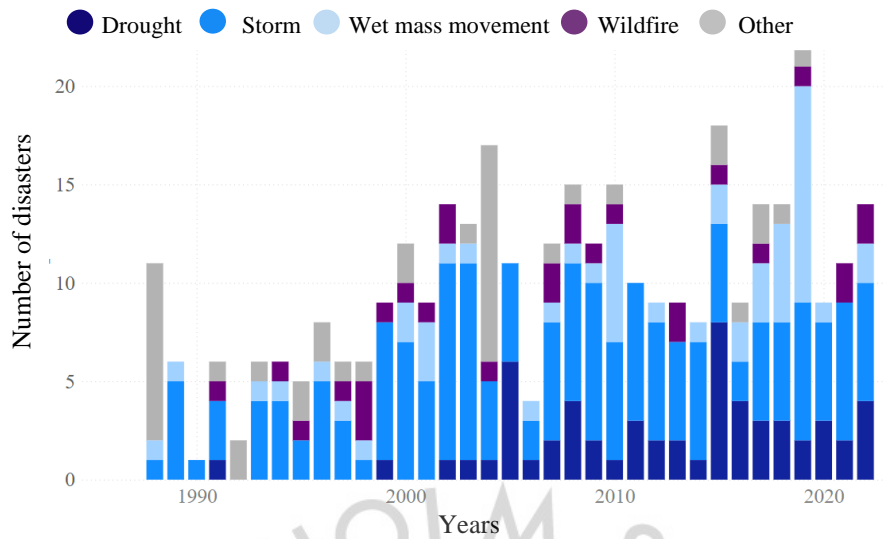 Drought Storm Wet mass movement Wildfire Other
Number of disasters
20
15
10
5
0
1990 2000 2010 2020
Years